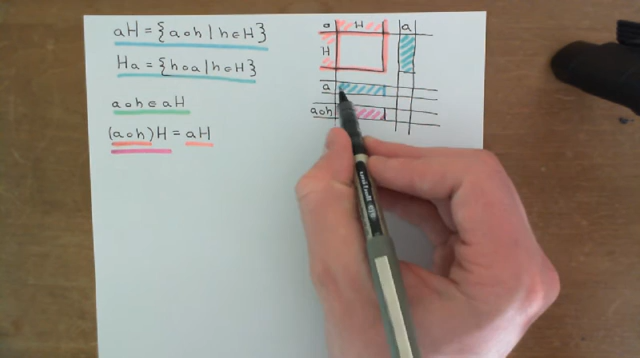 aH = {a∘h | h∈H}
Ha = {h∘a | h∈H}
a∘h ∈ aH
(a∘h)H = aH
∘ H a
H
a
a∘h